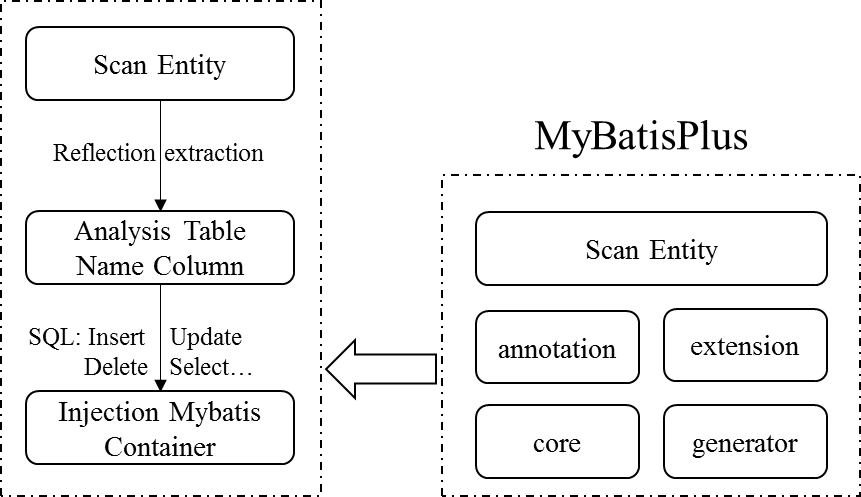 Scan Entity
Reflection extraction
Analysis Table
Name Column
SQL: Insert Update
Delete Select…
Injection Mybatis
Container
MyBatisPlus
Scan Entity
annotation
extension
core
generator